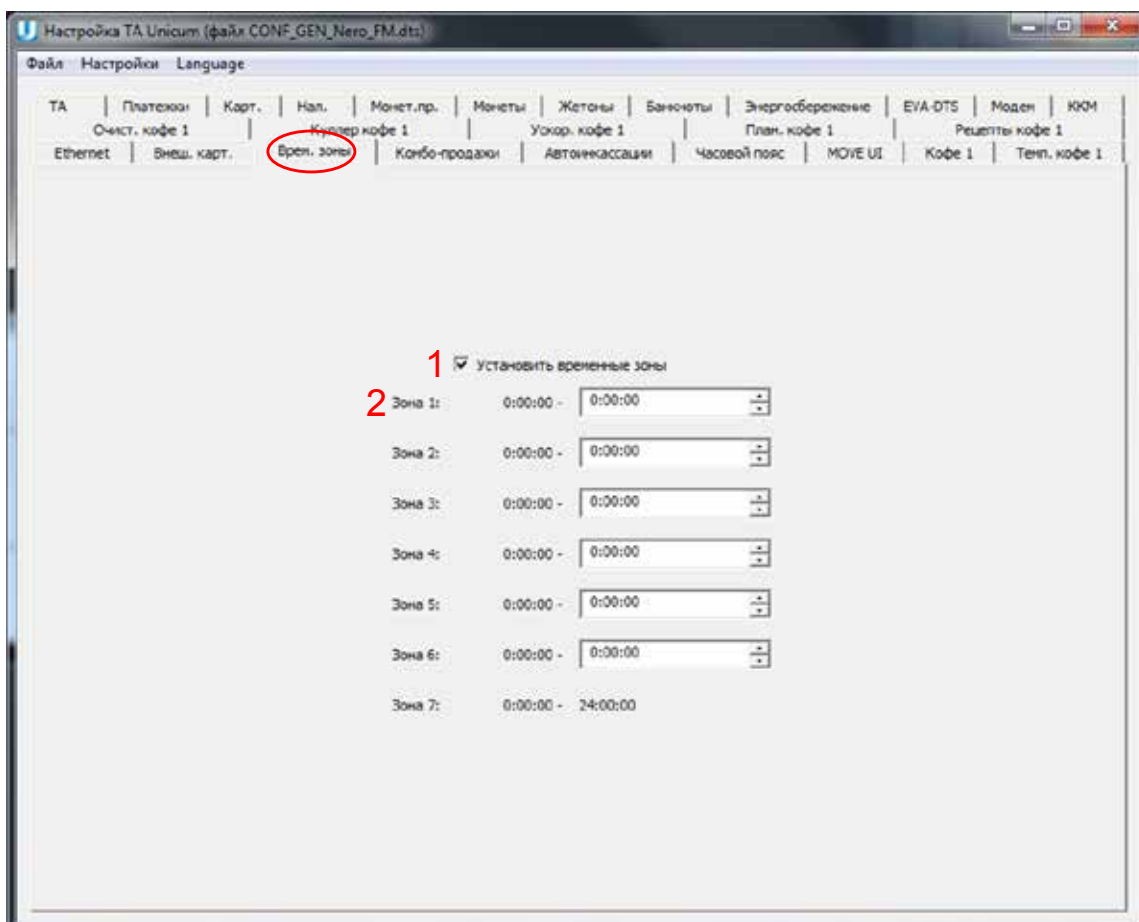 Настройка TA Unicum (файл CONF_GEN_Nero_FM.dts)
Файл Настройки Language
TA Платежки Карт. Нал. Монет.пр. Монеты Жетоны Банкноты Энергосбережение EVA-DTS Модем ККМ
Очист. кофе 1 Куллер кофе 1 Ускор. кофе 1 План. кофе 1 Рецепты кофе 1
Ethernet Внеш. карт. Врем. зоны Комбо-продажи Автоинкассации Часовой пояс MOVE UI Кофе 1 Темп. кофе 1
1 Установить временные зоны
2 Зона 1: 0:00:00 - 0:00:00
Зона 2: 0:00:00 - 0:00:00
Зона 3: 0:00:00 - 0:00:00
Зона 4: 0:00:00 - 0:00:00
Зона 5: 0:00:00 - 0:00:00
Зона 6: 0:00:00 - 0:00:00
Зона 7: 0:00:00 - 24:00:00